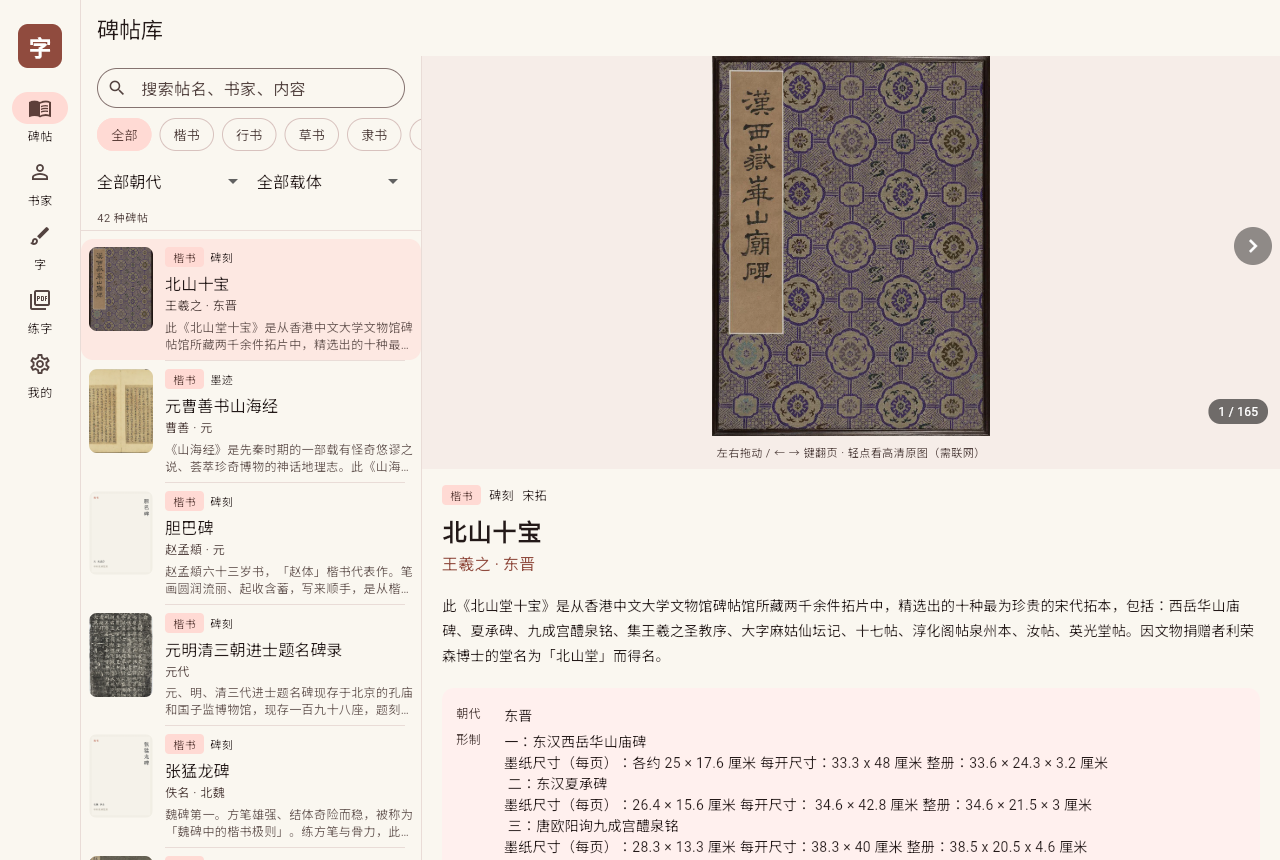 字
碑帖
书家
字
练字
我的
碑帖库
搜索帖名、书家、内容
全部
楷书
行书
草书
隶书
全部朝代
全部载体
42 种碑帖
楷书 碑刻
北山十宝
王羲之 · 东晋
此《北山堂十宝》是从香港中文大学文物馆碑
帖馆所藏两千余件拓片中，精选出的十种最...
楷书 墨迹
元曹善书山海经
曹善 · 元
《山海经》是先秦时期的一部载有怪奇悠谬之
说、荟萃珍奇博物的神话地理志。此《山海...
楷书 碑刻
胆巴碑
赵孟頫 · 元
赵孟頫六十三岁书，「赵体」楷书代表作。笔
画圆润流丽、起收含蓄，写来顺手，是从楷...
楷书 碑刻
元明清三朝进士题名碑录
元代
元、明、清三代进士题名碑现存于北京的孔庙
和国子监博物馆，现存一百九十八座，题刻...
楷书 碑刻
张猛龙碑
佚名 · 北魏
魏碑第一。方笔雄强、结体奇险而稳，被称为
「魏碑中的楷书极则」。练方笔与骨力，此...
漢西嶽華山廟碑
1 / 165
左右拖动 / ← → 键翻页 · 轻点看高清原图（需联网）
楷书 碑刻 宋拓
北山十宝
王羲之 · 东晋
此《北山堂十宝》是从香港中文大学文物馆碑帖馆所藏两千余件拓片中，精选出的十种最为珍贵的宋代拓本，包括：西岳华山庙
碑、夏承碑、九成宫醴泉铭、集王羲之圣教序、大字麻姑仙坛记、十七帖、淳化阁帖泉州本、汝帖、英光堂帖。因文物捐赠者利荣
森博士的堂名为「北山堂」而得名。
朝代 东晋
形制 一：东汉西岳华山庙碑
墨纸尺寸（每页）：各约 25 × 17.6 厘米 每开尺寸：33.3 x 48 厘米 整册：33.6 × 24.3 × 3.2 厘米
二：东汉夏承碑
墨纸尺寸（每页）：26.4 × 15.6 厘米 每开尺寸： 34.6 × 42.8 厘米 整册：34.6 × 21.5 × 3 厘米
三：唐欧阳询九成宫醴泉铭
墨纸尺寸（每页）：28.3 × 13.3 厘米 每开尺寸：38.3 × 40 厘米 整册：38.5 x 20.5 x 4.6 厘米